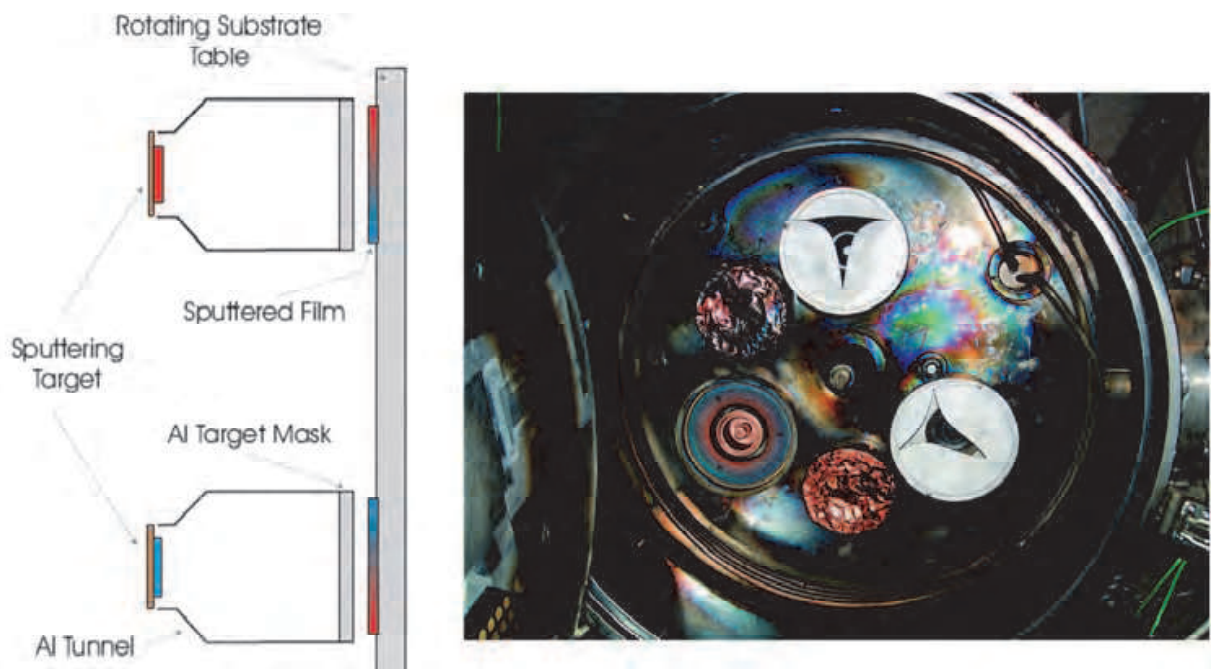 Rotating Substrate
Table
Sputtered Film
Sputtering
Target
Al Target Mask
Al Tunnel